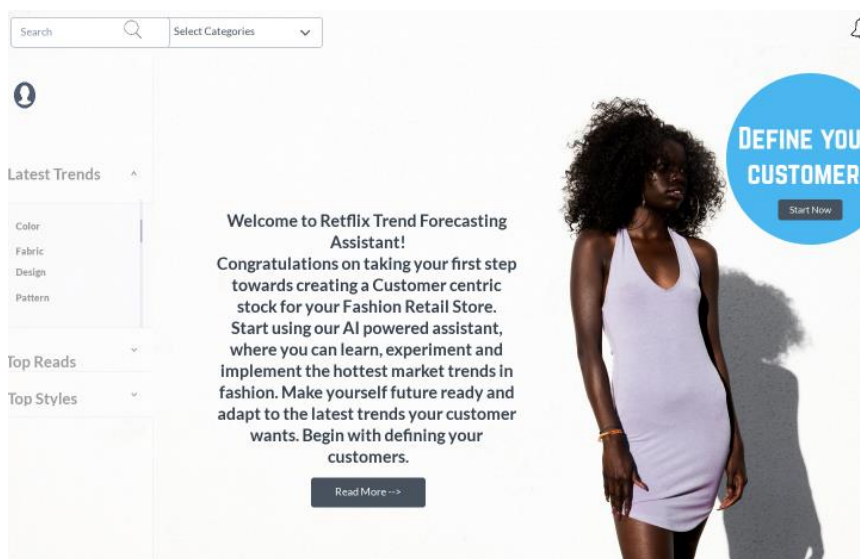 Search
Select Categories
DEFINE YOU
CUSTOMER
Start Now
Latest Trends
Color
Fabric
Design
Pattern
Top Reads
Top Styles
Welcome to Retflix Trend Forecasting
Assistant!
Congratulations on taking your first step
towards creating a Customer centric
stock for your Fashion Retail Store.
Start using our AI powered assistant,
where you can learn, experiment and
implement the hottest market trends in
fashion. Make yourself future ready and
adapt to the latest trends your customer
wants. Begin with defining your
customers.
Read More -->